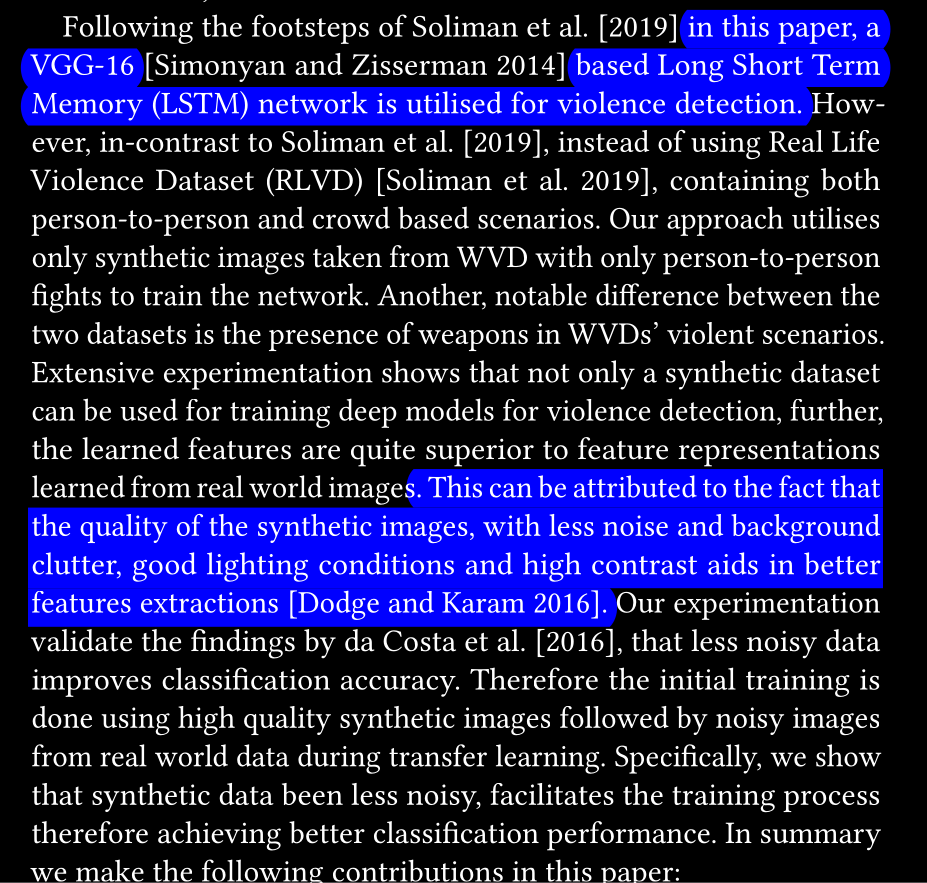 Following the footsteps of Soliman et al. [2019] in this paper, a
VGG-16 [Simonyan and Zisserman 2014] based Long Short Term
Memory (LSTM) network is utilised for violence detection. How-
ever, in-contrast to Soliman et al. [2019], instead of using Real Life
Violence Dataset (RLVD) [Soliman et al. 2019], containing both
person-to-person and crowd based scenarios. Our approach utilises
only synthetic images taken from WVD with only person-to-person
fights to train the network. Another, notable difference between the
two datasets is the presence of weapons in WVDs’ violent scenarios.
Extensive experimentation shows that not only a synthetic dataset
can be used for training deep models for violence detection, further,
the learned features are quite superior to feature representations
learned from real world images. This can be attributed to the fact that
the quality of the synthetic images, with less noise and background
clutter, good lighting conditions and high contrast aids in better
features extractions [Dodge and Karam 2016]. Our experimentation
validate the findings by da Costa et al. [2016], that less noisy data
improves classification accuracy. Therefore the initial training is
done using high quality synthetic images followed by noisy images
from real world data during transfer learning. Specifically, we show
that synthetic data been less noisy, facilitates the training process
therefore achieving better classification performance. In summary
we make the following contributions in this paper: